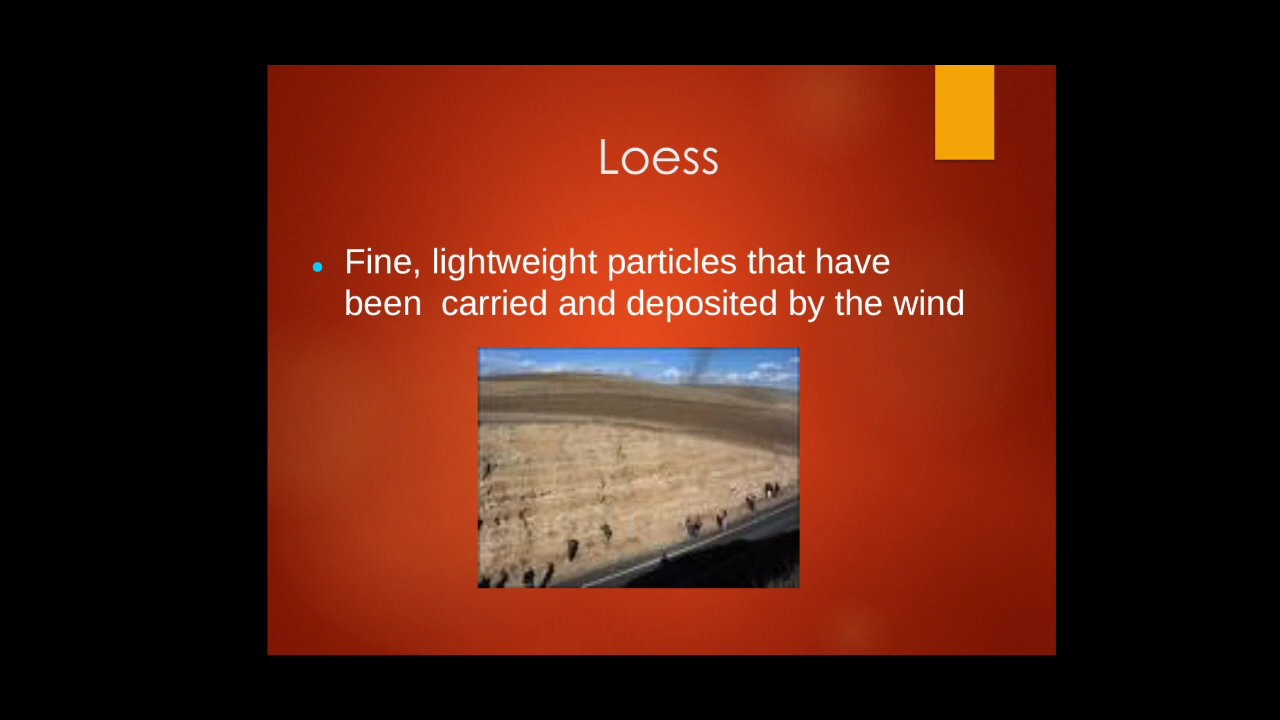 Loess
• Fine, lightweight particles that have
been  carried and deposited by the wind